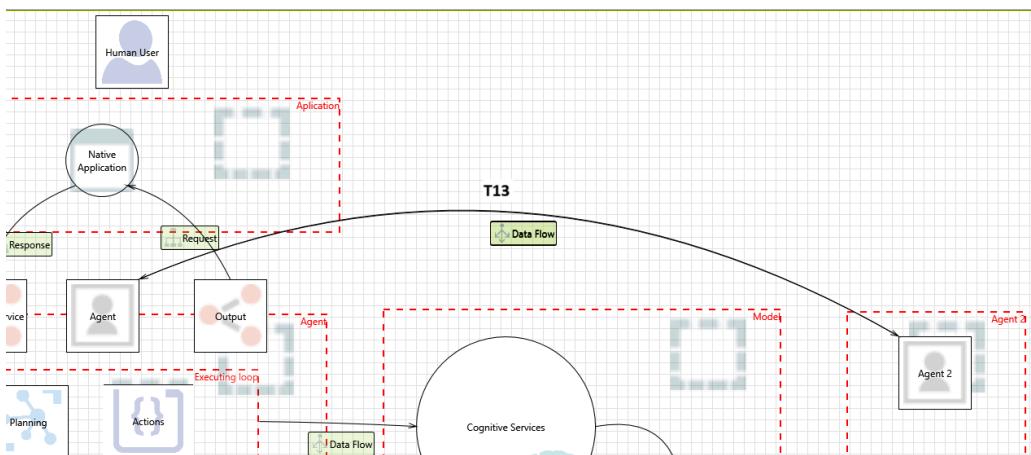 Human User
Aplication
Native
Application
T13
Data Flow
Response
Request
vice
Agent
Output
Agent
Model
Agent 2
Executing loop
Agent 2
Planning
Actions
Cognitive Services
Data Flow